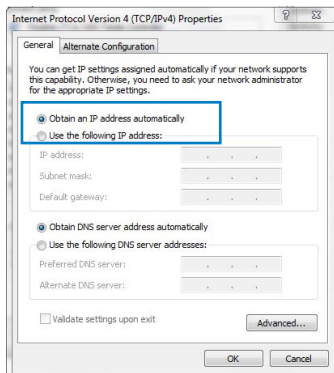 Internet Protocol Version 4 (TCP/IPv4) Properties
General
Alternate Configuration
You can get IP settings assigned automatically if your network supports
this capability. Otherwise, you need to ask your network administrator
for the appropriate IP settings.
Obtain an IP address automatically
Use the following IP address:
IP address:
Subnet mask:
Default gateway:
Obtain DNS server address automatically
Use the following DNS server addresses:
Preferred DNS server:
Alternate DNS server:
Validate settings upon exit
Advanced...
OK
Cancel